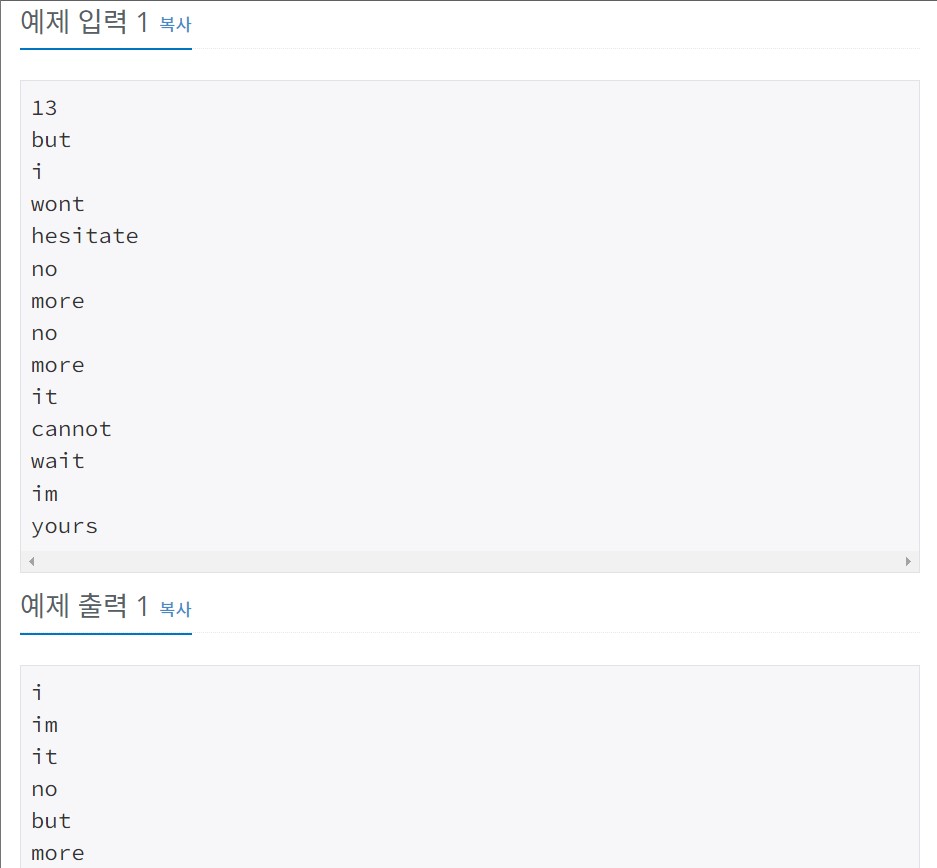 예제 입력 1 복사
13
but
i
wont
hesitate
no
more
no
more
it
cannot
wait
im
yours
예제 출력 1 복사
i
im
it
no
but
more